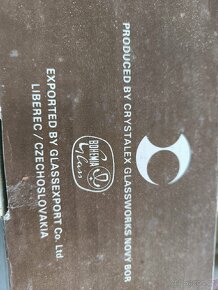 PRODUCED BY CRYSTALEX GLASSWORKS NOVÝ BOR
BOHEMIA
Glass
EXPORTED BY GLASSEXPORT Co. Ltd
LIBEREC / CZECHOSLOVAKIA